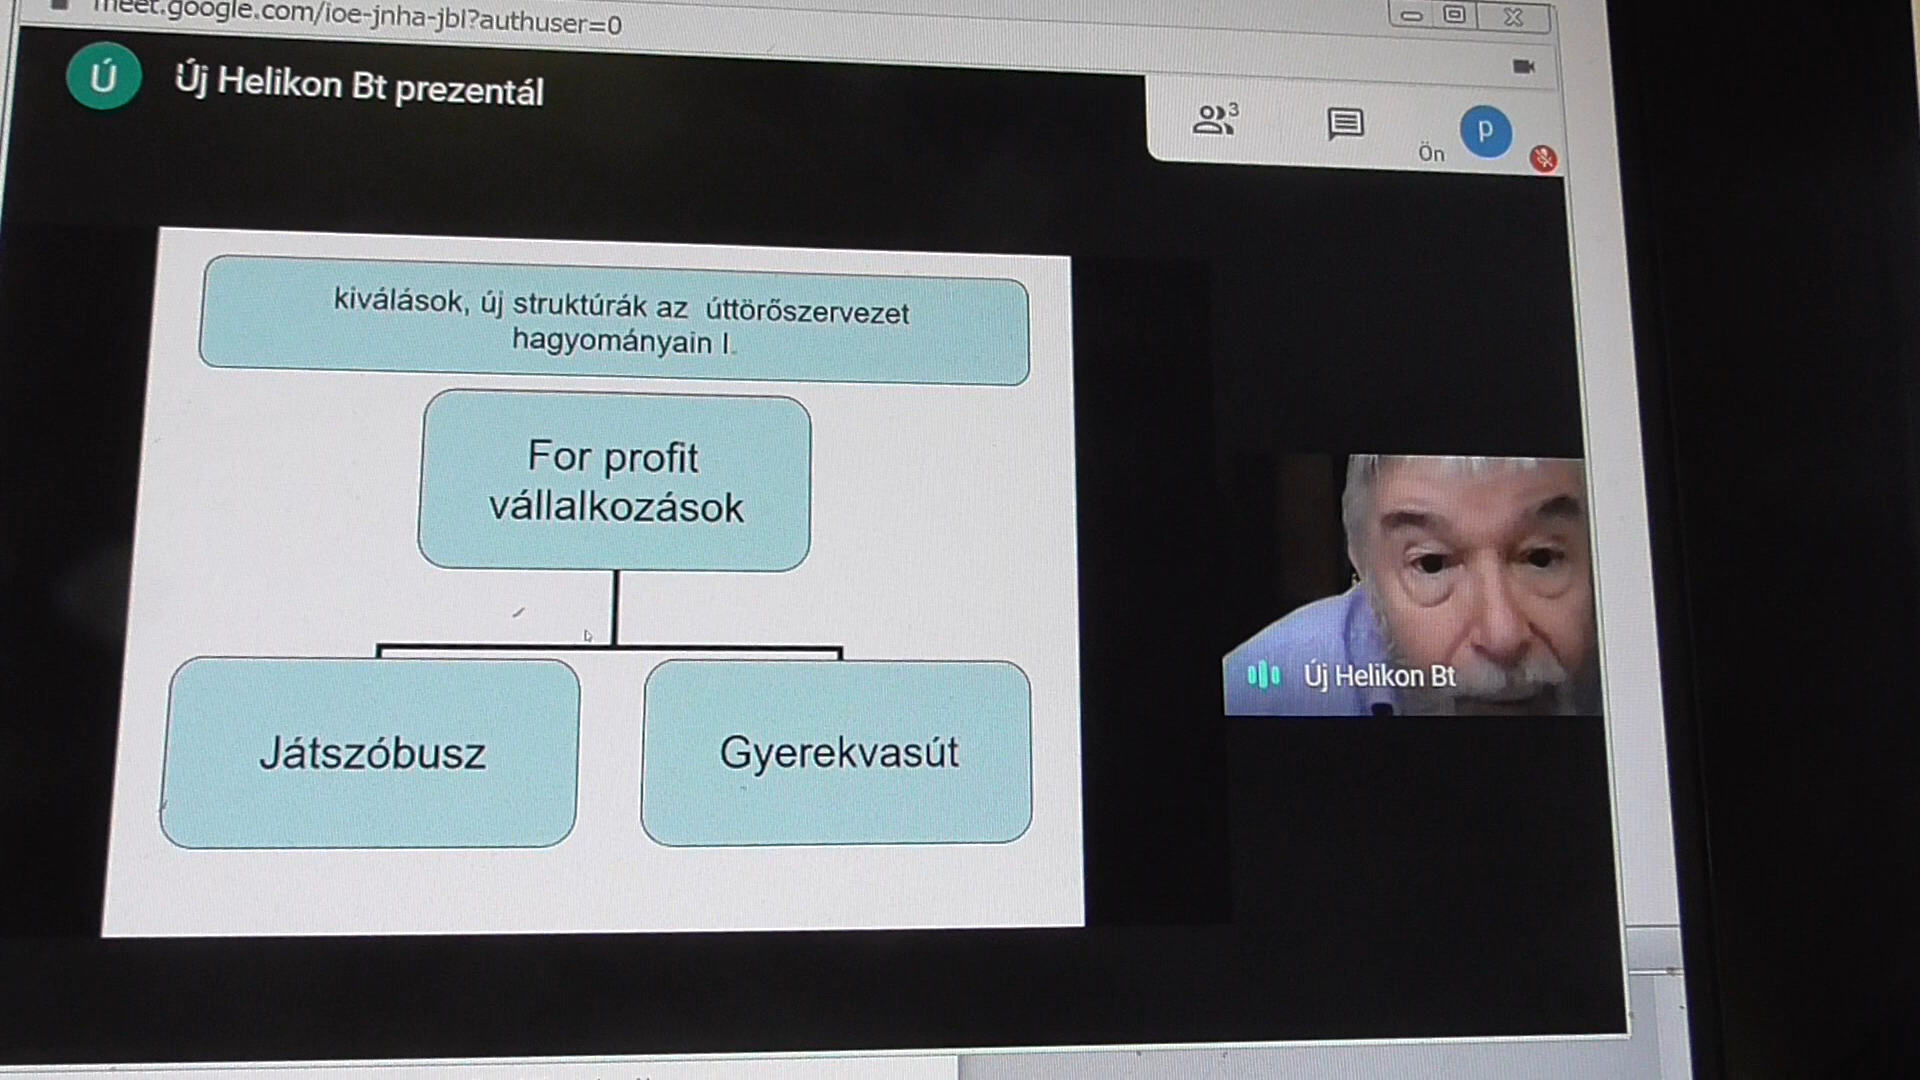 meet.google.com/ioe-jnha-jbl?authuser=0
Ú
Új Helikon Bt prezentál
3
Ön
p
kiválások, új struktúrák az úttörőszervezet
hagyományain I.
For profit
vállalkozások
Játszóbusz
Gyerekvasút
Új Helikon Bt